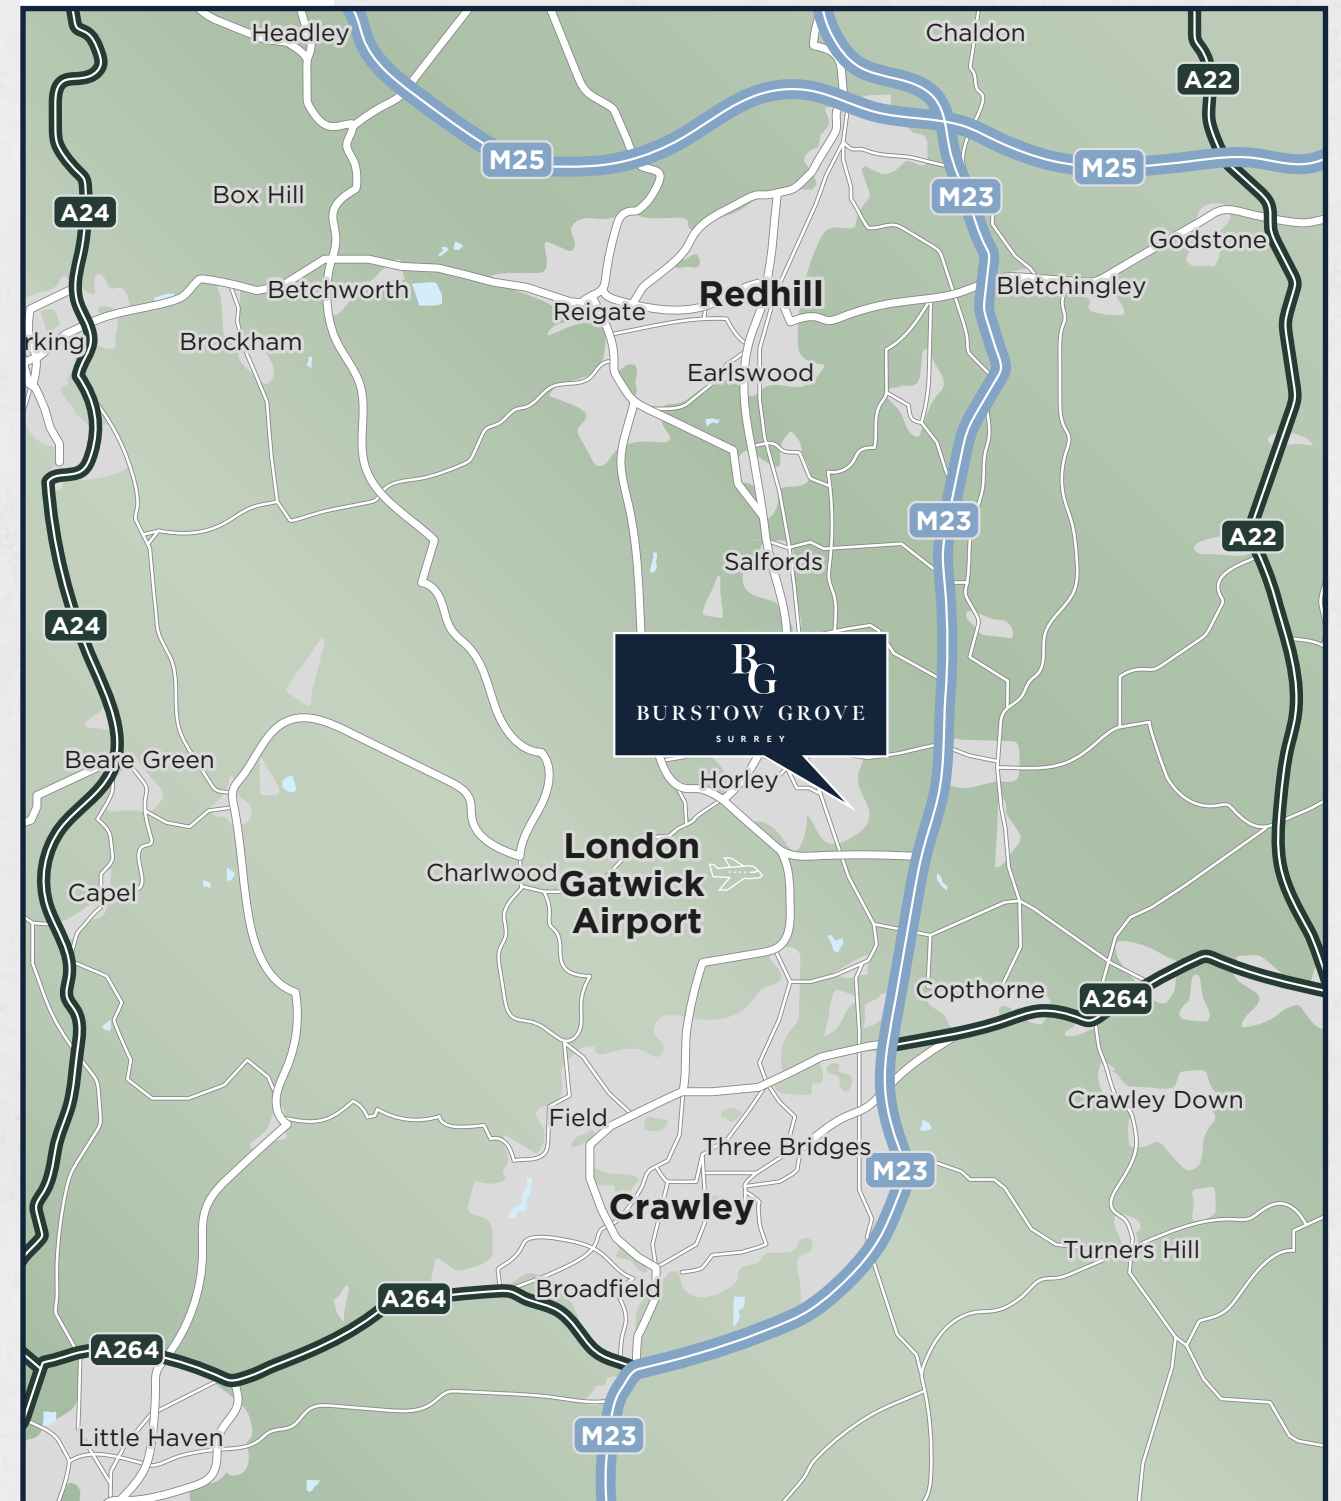 Headley
Chaldon
A22
M25
M25
Box Hill
M23
A24
Godstone
Betchworth
Redhill
Bletchingley
Reigate
rking
Brockham
Earlswood
M23
A22
Salfords
A24
BG
BURSTOW GROVE
SURREY
Beare Green
Horley
London
Gatwick
Airport
Charlwood
Capel
Copthorne
A264
Crawley Down
Field
Three Bridges
M23
Crawley
Turners Hill
Broadfield
A264
A264
Little Haven
M23